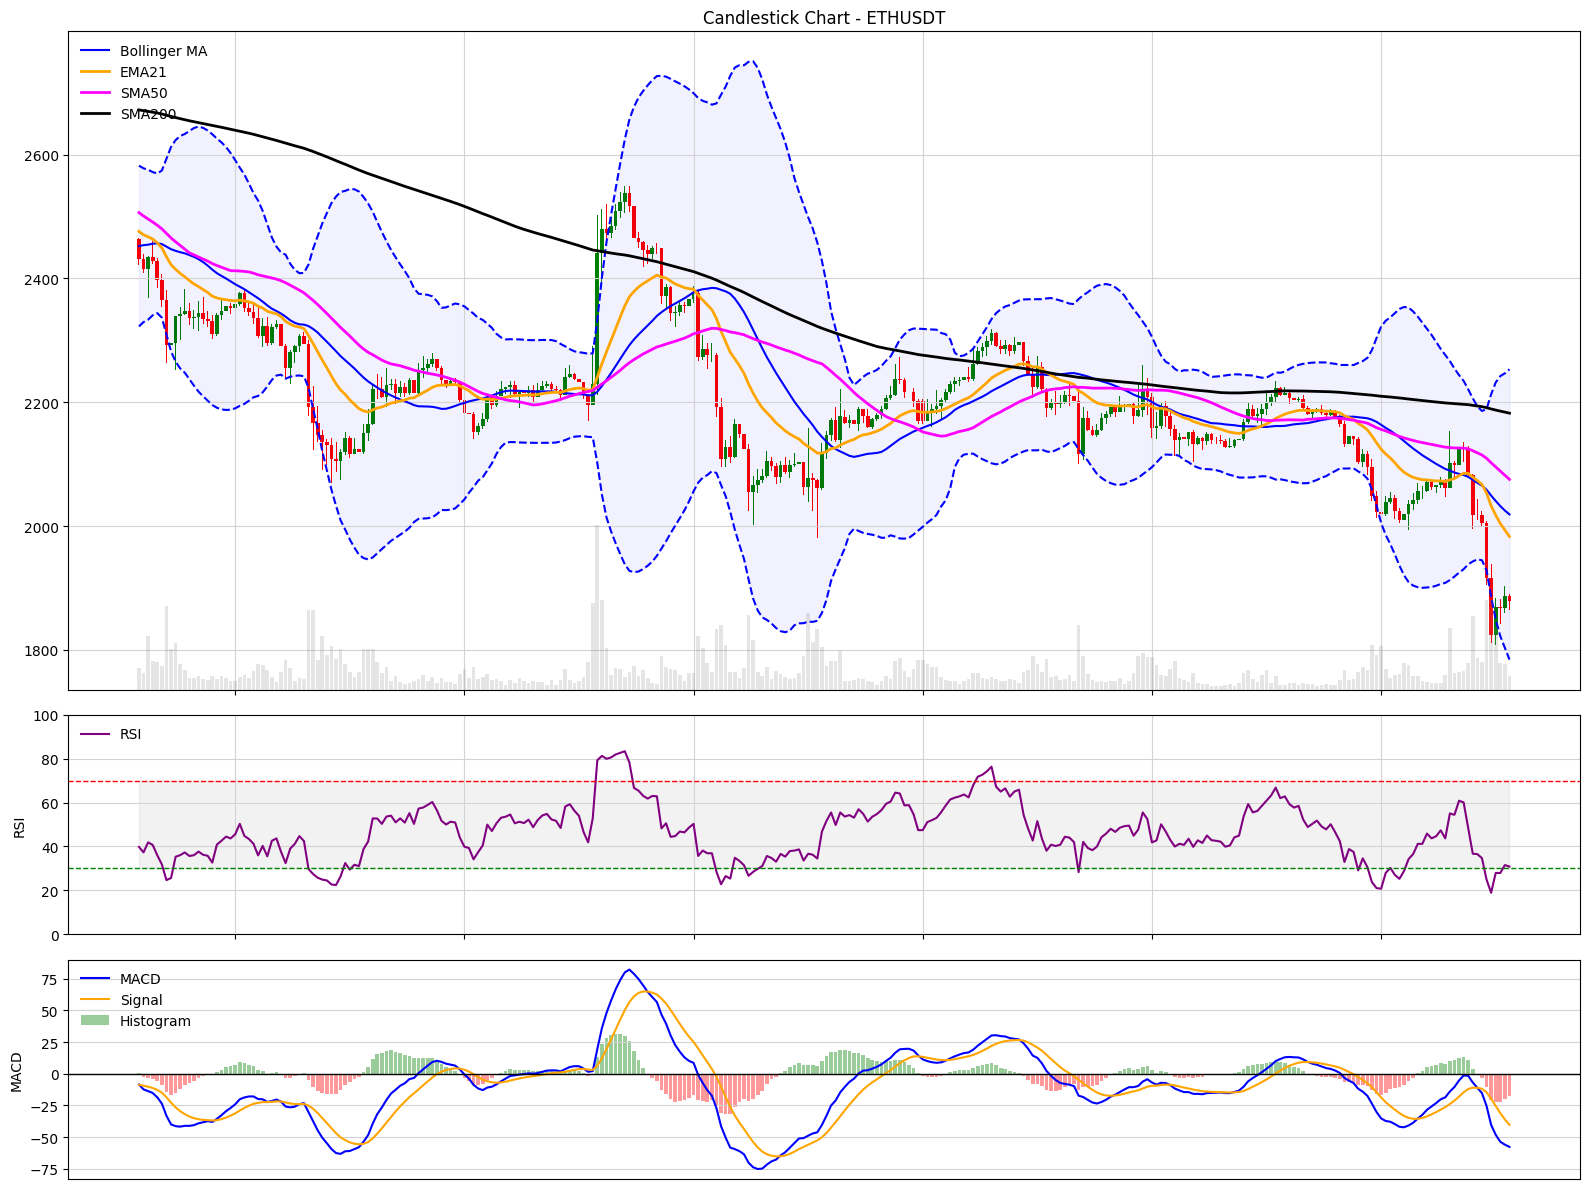 Candlestick Chart - ETHUSDT
Bollinger MA
EMA21
SMA50
SMA200
2600
2400
2200
2000
1800
RSI
100
80
60
40
20
0
RSI
MACD
Signal
Histogram
75
50
25
0
−25
−50
−75
MACD